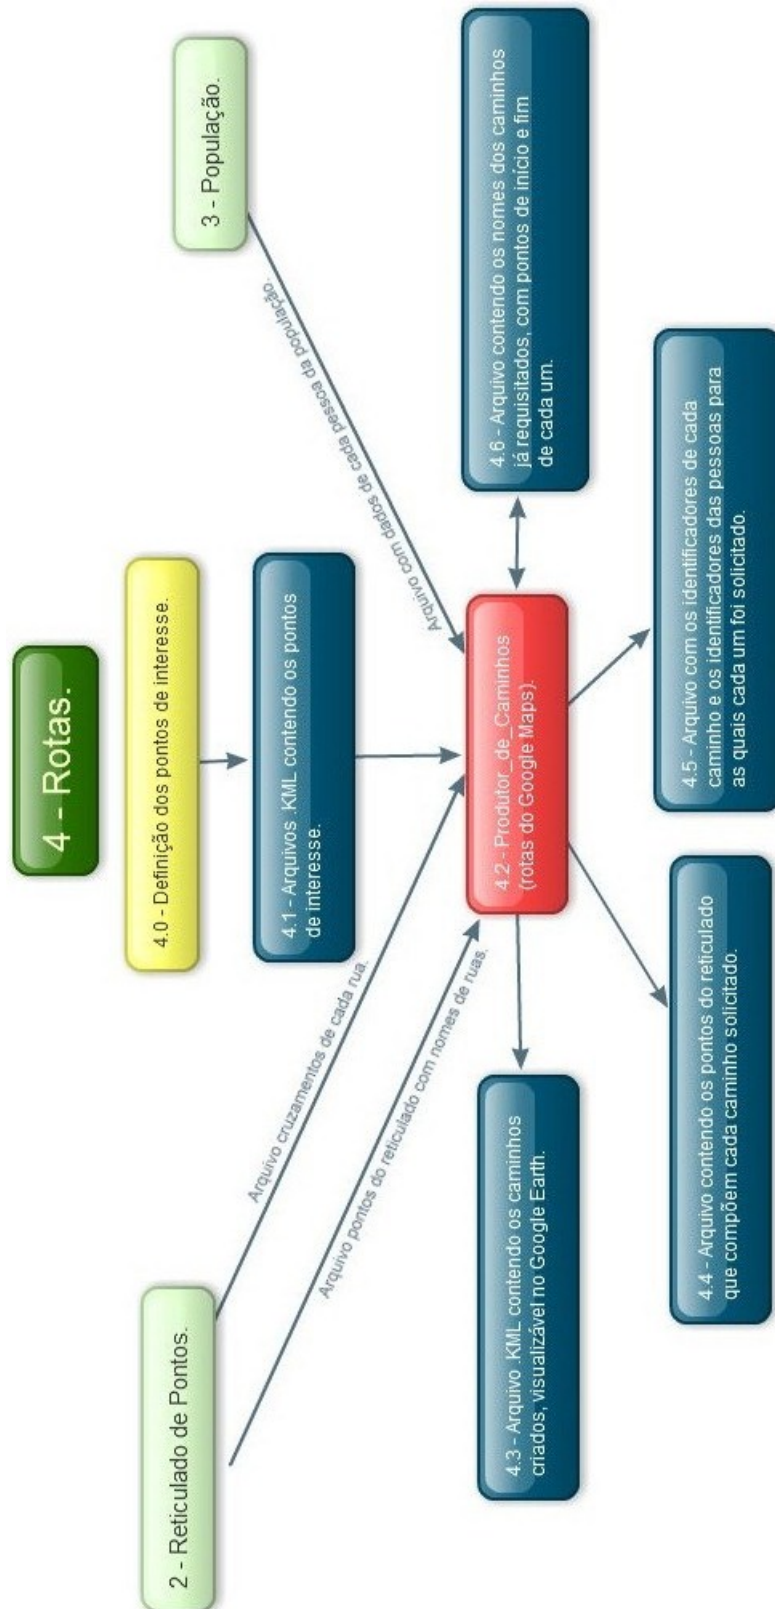 4 - Rotas.
2 - Reticulado de Pontos.
4.0 - Definição dos pontos de interesse.
3 - População.
4.1 - Arquivos .KML contendo os pontos
de interesse.
Arquivo cruzamentos de cada rua.
Arquivo pontos do reticulado com nomes de ruas.
Arquivo com dados de cada pessoa da população.
4.2 - Produtor_de_Caminhos
(rotas do Google Maps).
4.3 - Arquivo .KML contendo os caminhos
criados, visualizável no Google Earth.
4.6 - Arquivo contendo os nomes dos caminhos
já requisitados, com pontos de início e fim
de cada um.
4.4 - Arquivo contendo os pontos do reticulado
que compõem cada caminho solicitado.
4.5 - Arquivo com os identificadores de cada
caminho e os identificadores das pessoas para
as quais cada um foi solicitado.